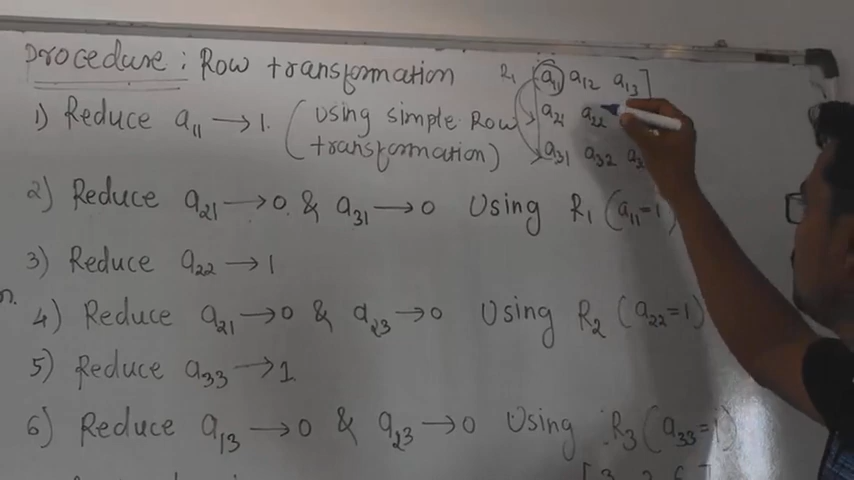 Procedure : Row transformation
R₁ [a₁₁ a₁₂ a₁₃]
1) Reduce a₁₁ → 1. (Using simple Row transformation)
a₂₁ a₂₂
a₃₁ a₃₂
2) Reduce a₂₁ → 0. & a₃₁ → 0 Using R₁ (a₁₁=1)
3) Reduce a₂₂ → 1
4) Reduce a₂₁ → 0 & a₂₃ → 0 Using R₂ (a₂₂=1)
5) Reduce a₃₃ → 1
6) Reduce a₁₃ → 0 & a₂₃ → 0 Using R₃ (a₃₃=1)